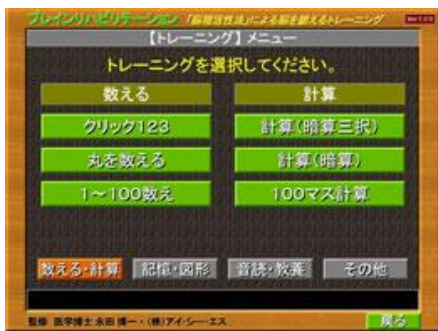 ブレインリハビリテーション 「脳機能活性法」による脳を鍛えるトレーニング
【トレーニング】メニュー
トレーニングを選択してください。
数える 計算
クリック123 計算(暗算三択)
丸を数える 計算(暗算)
1～100数え 100マス計算
数える・計算 記憶・図形 音読・教養 その他
監修 医学博士 永田 博一・(株)アイ・シー・エス
戻る